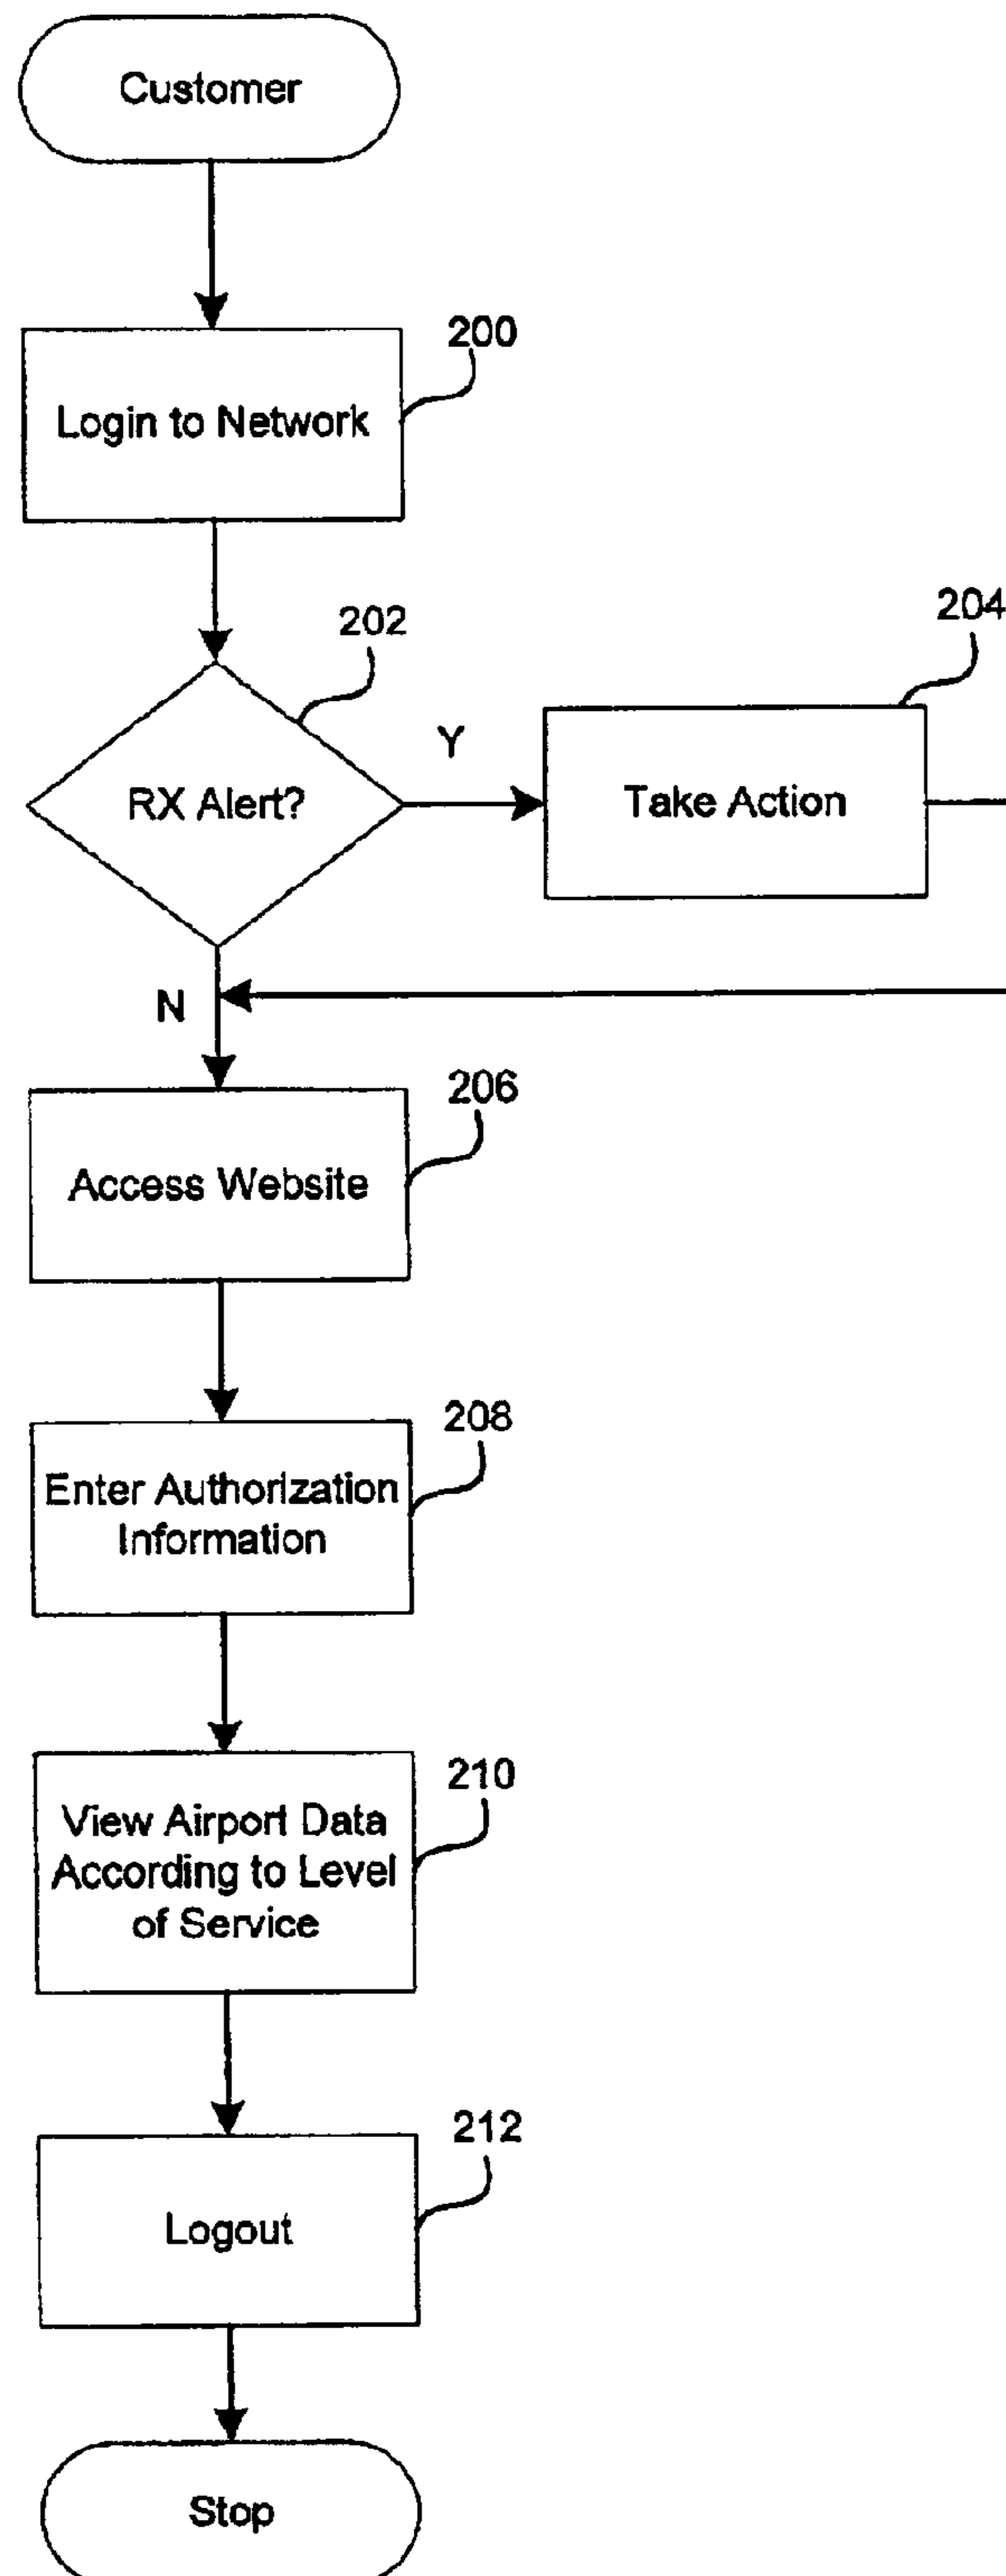 Customer
200
Login to Network
202
204
Y
RX Alert?
Take Action
N
206
Access Website
208
Enter Authorization
Information
210
View Airport Data
According to Level
of Service
212
Logout
Stop